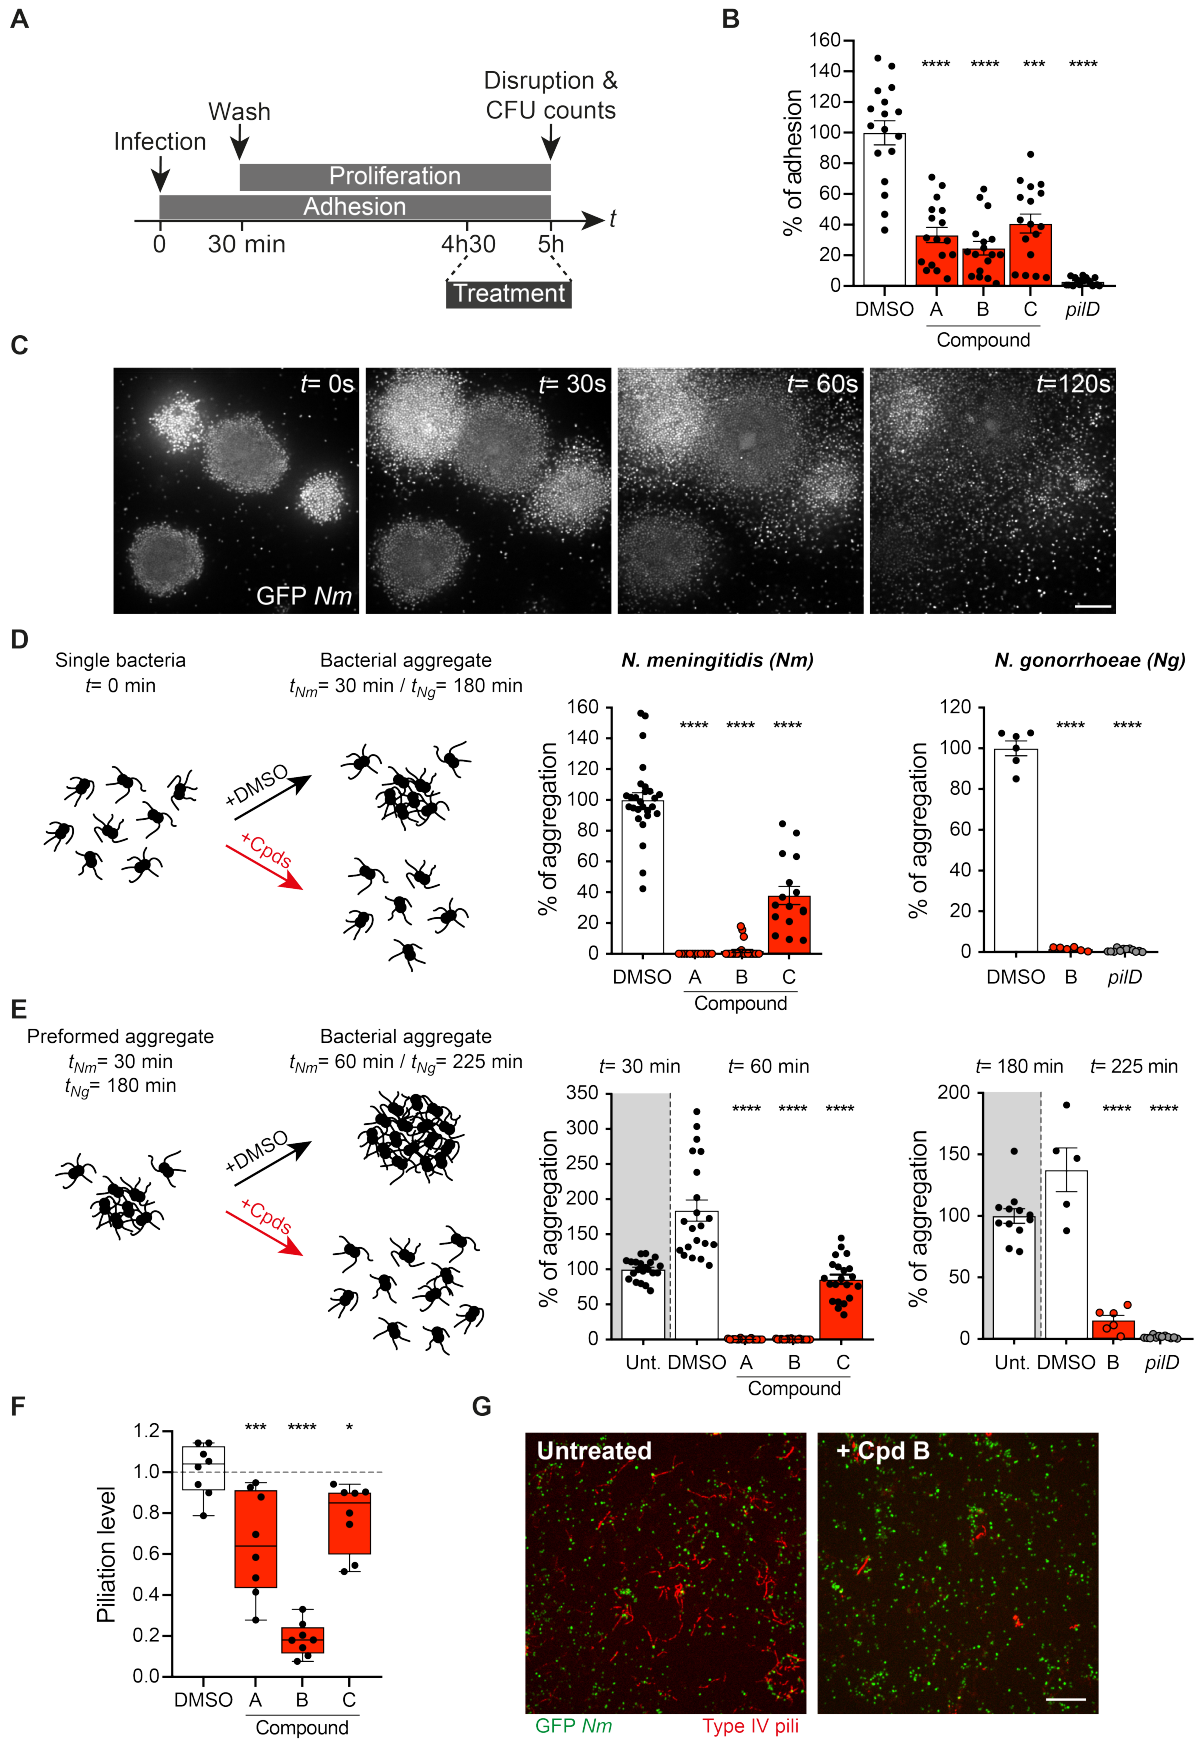 A
Infection
Wash
Disruption &
CFU counts
Proliferation
Adhesion
t
0
30 min
4h30
5h
Treatment
B
% of adhesion
160
140
120
100
80
60
40
20
0
****
****
***
****
DMSO
A
B
C
pilD
Compound
C
t= 0s
t= 30s
t= 60s
t=120s
GFP Nm
D
Single bacteria
t= 0 min
Bacterial aggregate
tNm= 30 min / tNg= 180 min
+DMSO
+Cpds
N. meningitidis (Nm)
% of aggregation
160
140
120
100
80
60
40
20
0
****
****
****
DMSO
A
B
C
Compound
N. gonorrhoeae (Ng)
% of aggregation
120
100
80
60
40
20
0
****
****
DMSO
B
pilD
E
Preformed aggregate
tNm= 30 min
tNg= 180 min
Bacterial aggregate
tNm= 60 min / tNg= 225 min
+DMSO
+Cpds
t= 30 min
t= 60 min
% of aggregation
350
300
250
200
150
100
50
0
****
****
****
Unt.
DMSO
A
B
C
Compound
t= 180 min
t= 225 min
% of aggregation
200
150
100
50
0
****
****
Unt.
DMSO
B
pilD
F
Piliation level
1.2
1.0
0.8
0.6
0.4
0.2
0.0
***
****
*
DMSO
A
B
C
Compound
G
Untreated
+ Cpd B
GFP Nm
Type IV pili